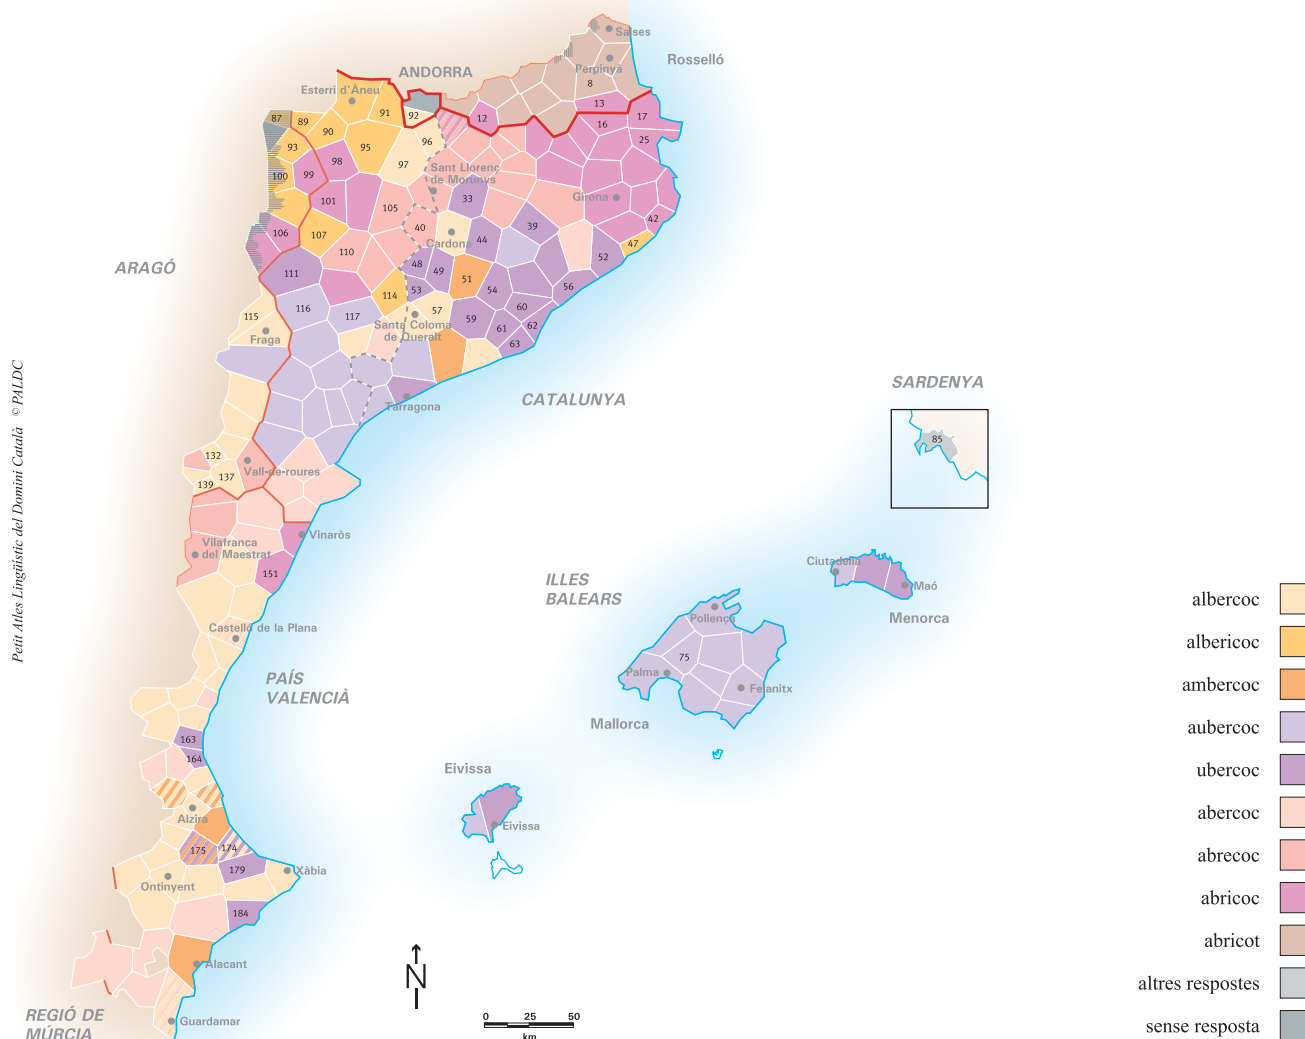 Salses
Rosselló
Perpinyà
8
ANDORRA
Esterri d'Àneu
13
91
92
12
16
17
87
89
90
25
93
95
96
98
97
Sant Llorenç
de Morunys
99
100
101
33
Girona
105
42
106
107
40
39
44
Cardona
47
110
52
48
49
ARAGÓ
111
51
53
54
56
114
116
117
57
60
115
59
61
62
Santa Coloma
de Queralt
Fraga
63
Tarragona
CATALUNYA
SARDENYA
85
132
Vall-de-roures
137
139
Vinaròs
Vilafranca
del Maestrat
151
Ciutadella
Maó
Menorca
ILLES
BALEARS
Pollença
75
Palma
Felanitx
Mallorca
Castelló de la Plana
PAÍS
VALENCIÀ
163
164
Eivissa
Eivissa
Alzira
175
174
179
Xàbia
Ontinyent
184
Alacant
Guardamar
REGIÓ DE
MÚRCIA
N
0 25 50
km
Petit Atles Lingüístic del Domini Català © PALDC
albercoc
albericoc
ambercoc
aubercoc
ubercoc
abercoc
abrecoc
abricoc
abricot
altres respostes
sense resposta